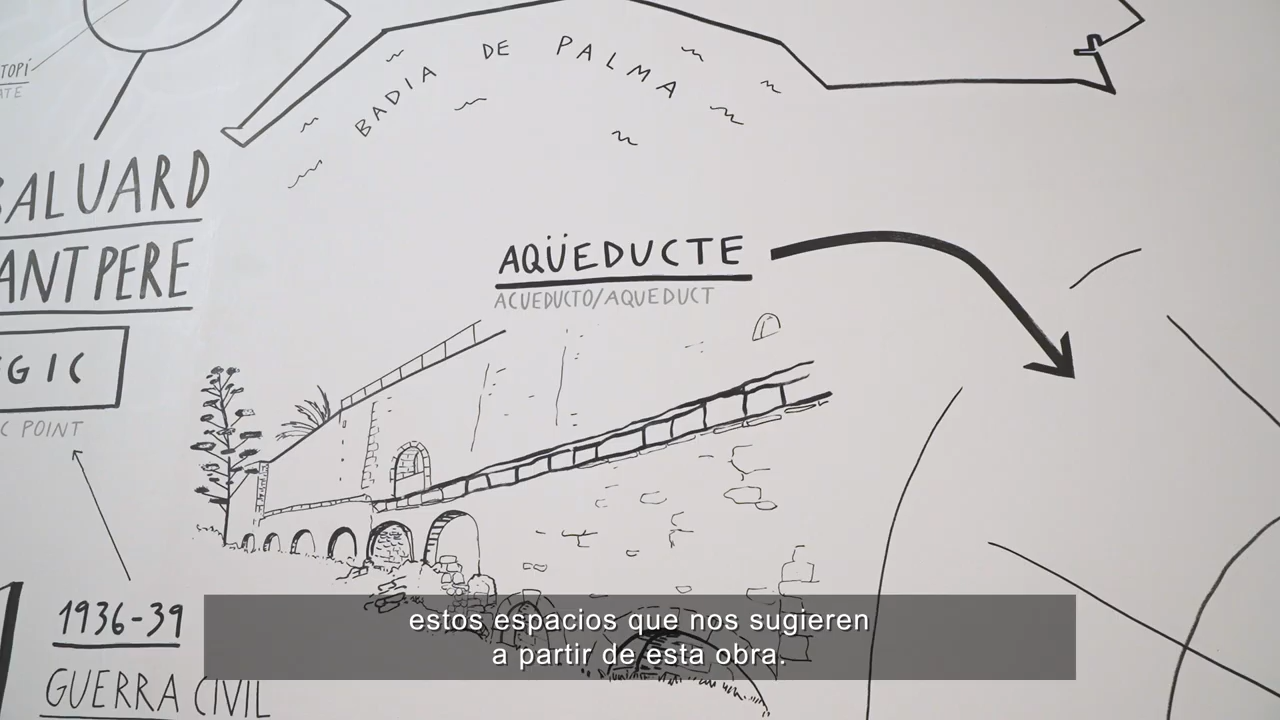 BADIA DE PALMA
TOPÍ
BALUARD
ANT PERE
AQÜEDUCTE
ACUEDUCTO/AQUEDUCT
GIC
C POINT
1936-39
GUERRA CIVIL
estos espacios que nos sugieren
a partir de esta obra.